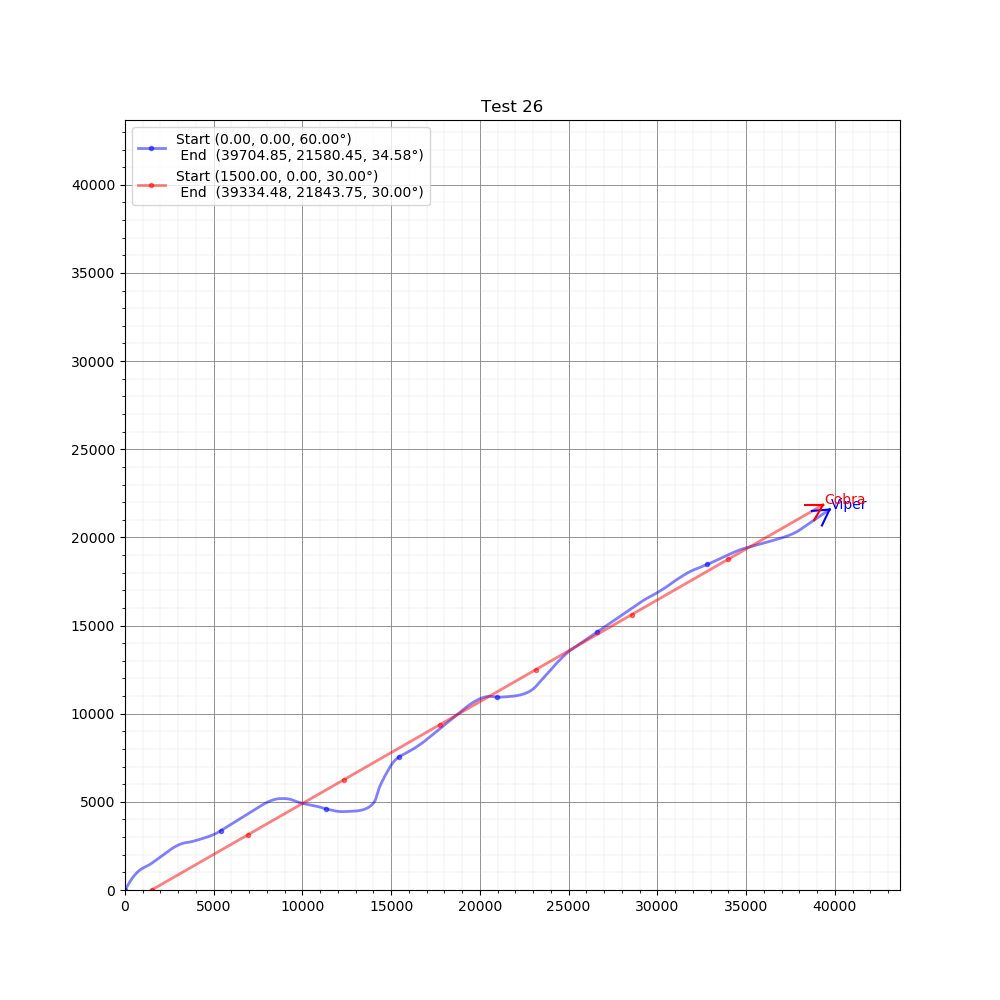 Test 26
Start (0.00, 0.00, 60.00°)
End (39704.85, 21580.45, 34.58°)
Start (1500.00, 0.00, 30.00°)
End (39334.48, 21843.75, 30.00°)
40000
35000
30000
25000
20000
15000
10000
5000
0
Cobra
Viper
0 5000 10000 15000 20000 25000 30000 35000 40000